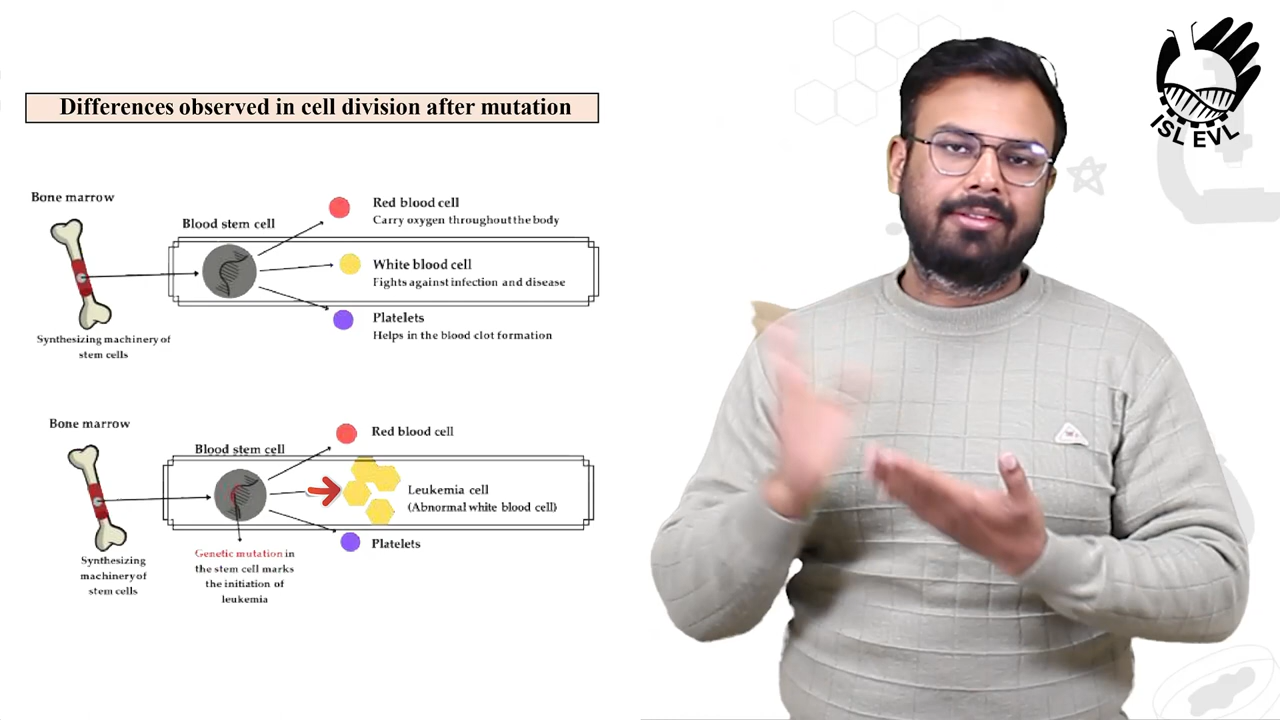 Differences observed in cell division after mutation
Bone marrow
Blood stem cell
Red blood cell
Carry oxygen throughout the body
White blood cell
Fights against infection and disease
Platelets
Helps in the blood clot formation
Synthesizing machinery of
stem cells
Bone marrow
Blood stem cell
Red blood cell
Leukemia cell
(Abnormal white blood cell)
Platelets
Synthesizing
machinery of
stem cells
Genetic mutation in
the stem cell marks
the initiation of
leukemia
ISL EVL